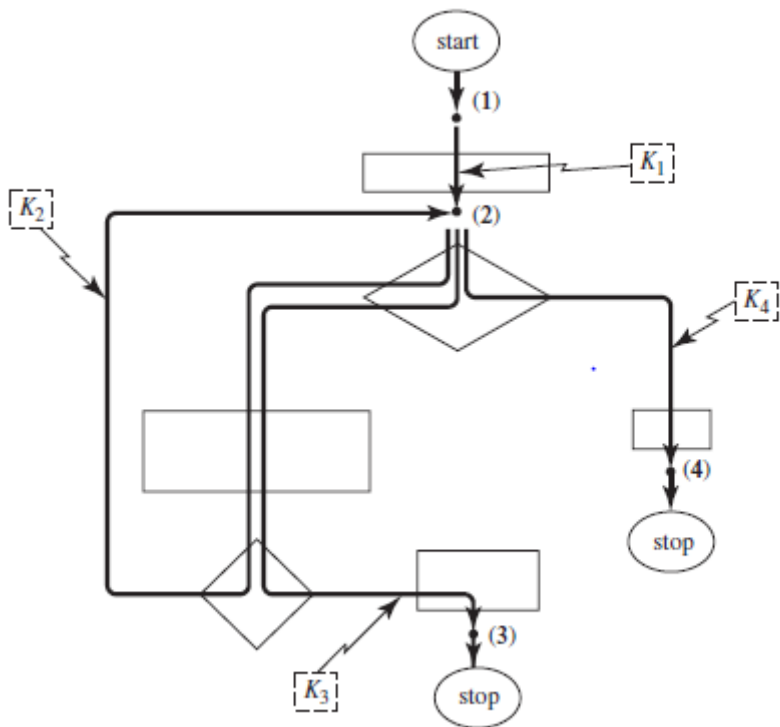 start
(1)
K₁
K₂
(2)
K₄
(4)
stop
(3)
K₃
stop